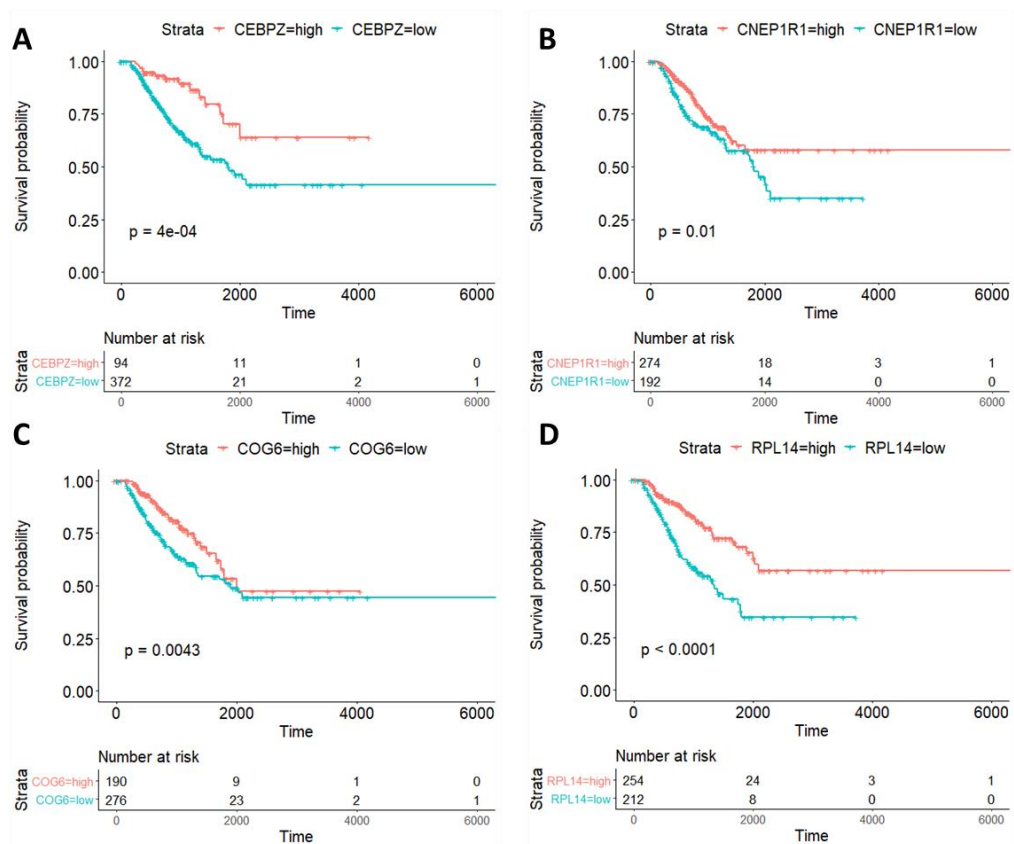 A
Strata CEBPZ=high CEBPZ=low
Survival probability
1.00
0.75
0.50
0.25
0.00
p = 4e-04
0 2000 4000 6000
Time
Number at risk
Strata
CEBPZ=high 94 11 1 0
CEBPZ=low 372 21 2 1
0 2000 4000 6000
Time
B
Strata CNEP1R1=high CNEP1R1=low
Survival probability
1.00
0.75
0.50
0.25
0.00
p = 0.01
0 2000 4000 6000
Time
Number at risk
Strata
CNEP1R1=high 274 18 3 1
CNEP1R1=low 192 14 0 0
0 2000 4000 6000
Time
C
Strata COG6=high COG6=low
Survival probability
1.00
0.75
0.50
0.25
0.00
p = 0.0043
0 2000 4000 6000
Time
Number at risk
Strata
COG6=high 190 9 1 0
COG6=low 276 23 2 1
0 2000 4000 6000
Time
D
Strata RPL14=high RPL14=low
Survival probability
1.00
0.75
0.50
0.25
0.00
p < 0.0001
0 2000 4000 6000
Time
Number at risk
Strata
RPL14=high 254 24 3 1
RPL14=low 212 8 0 0
0 2000 4000 6000
Time